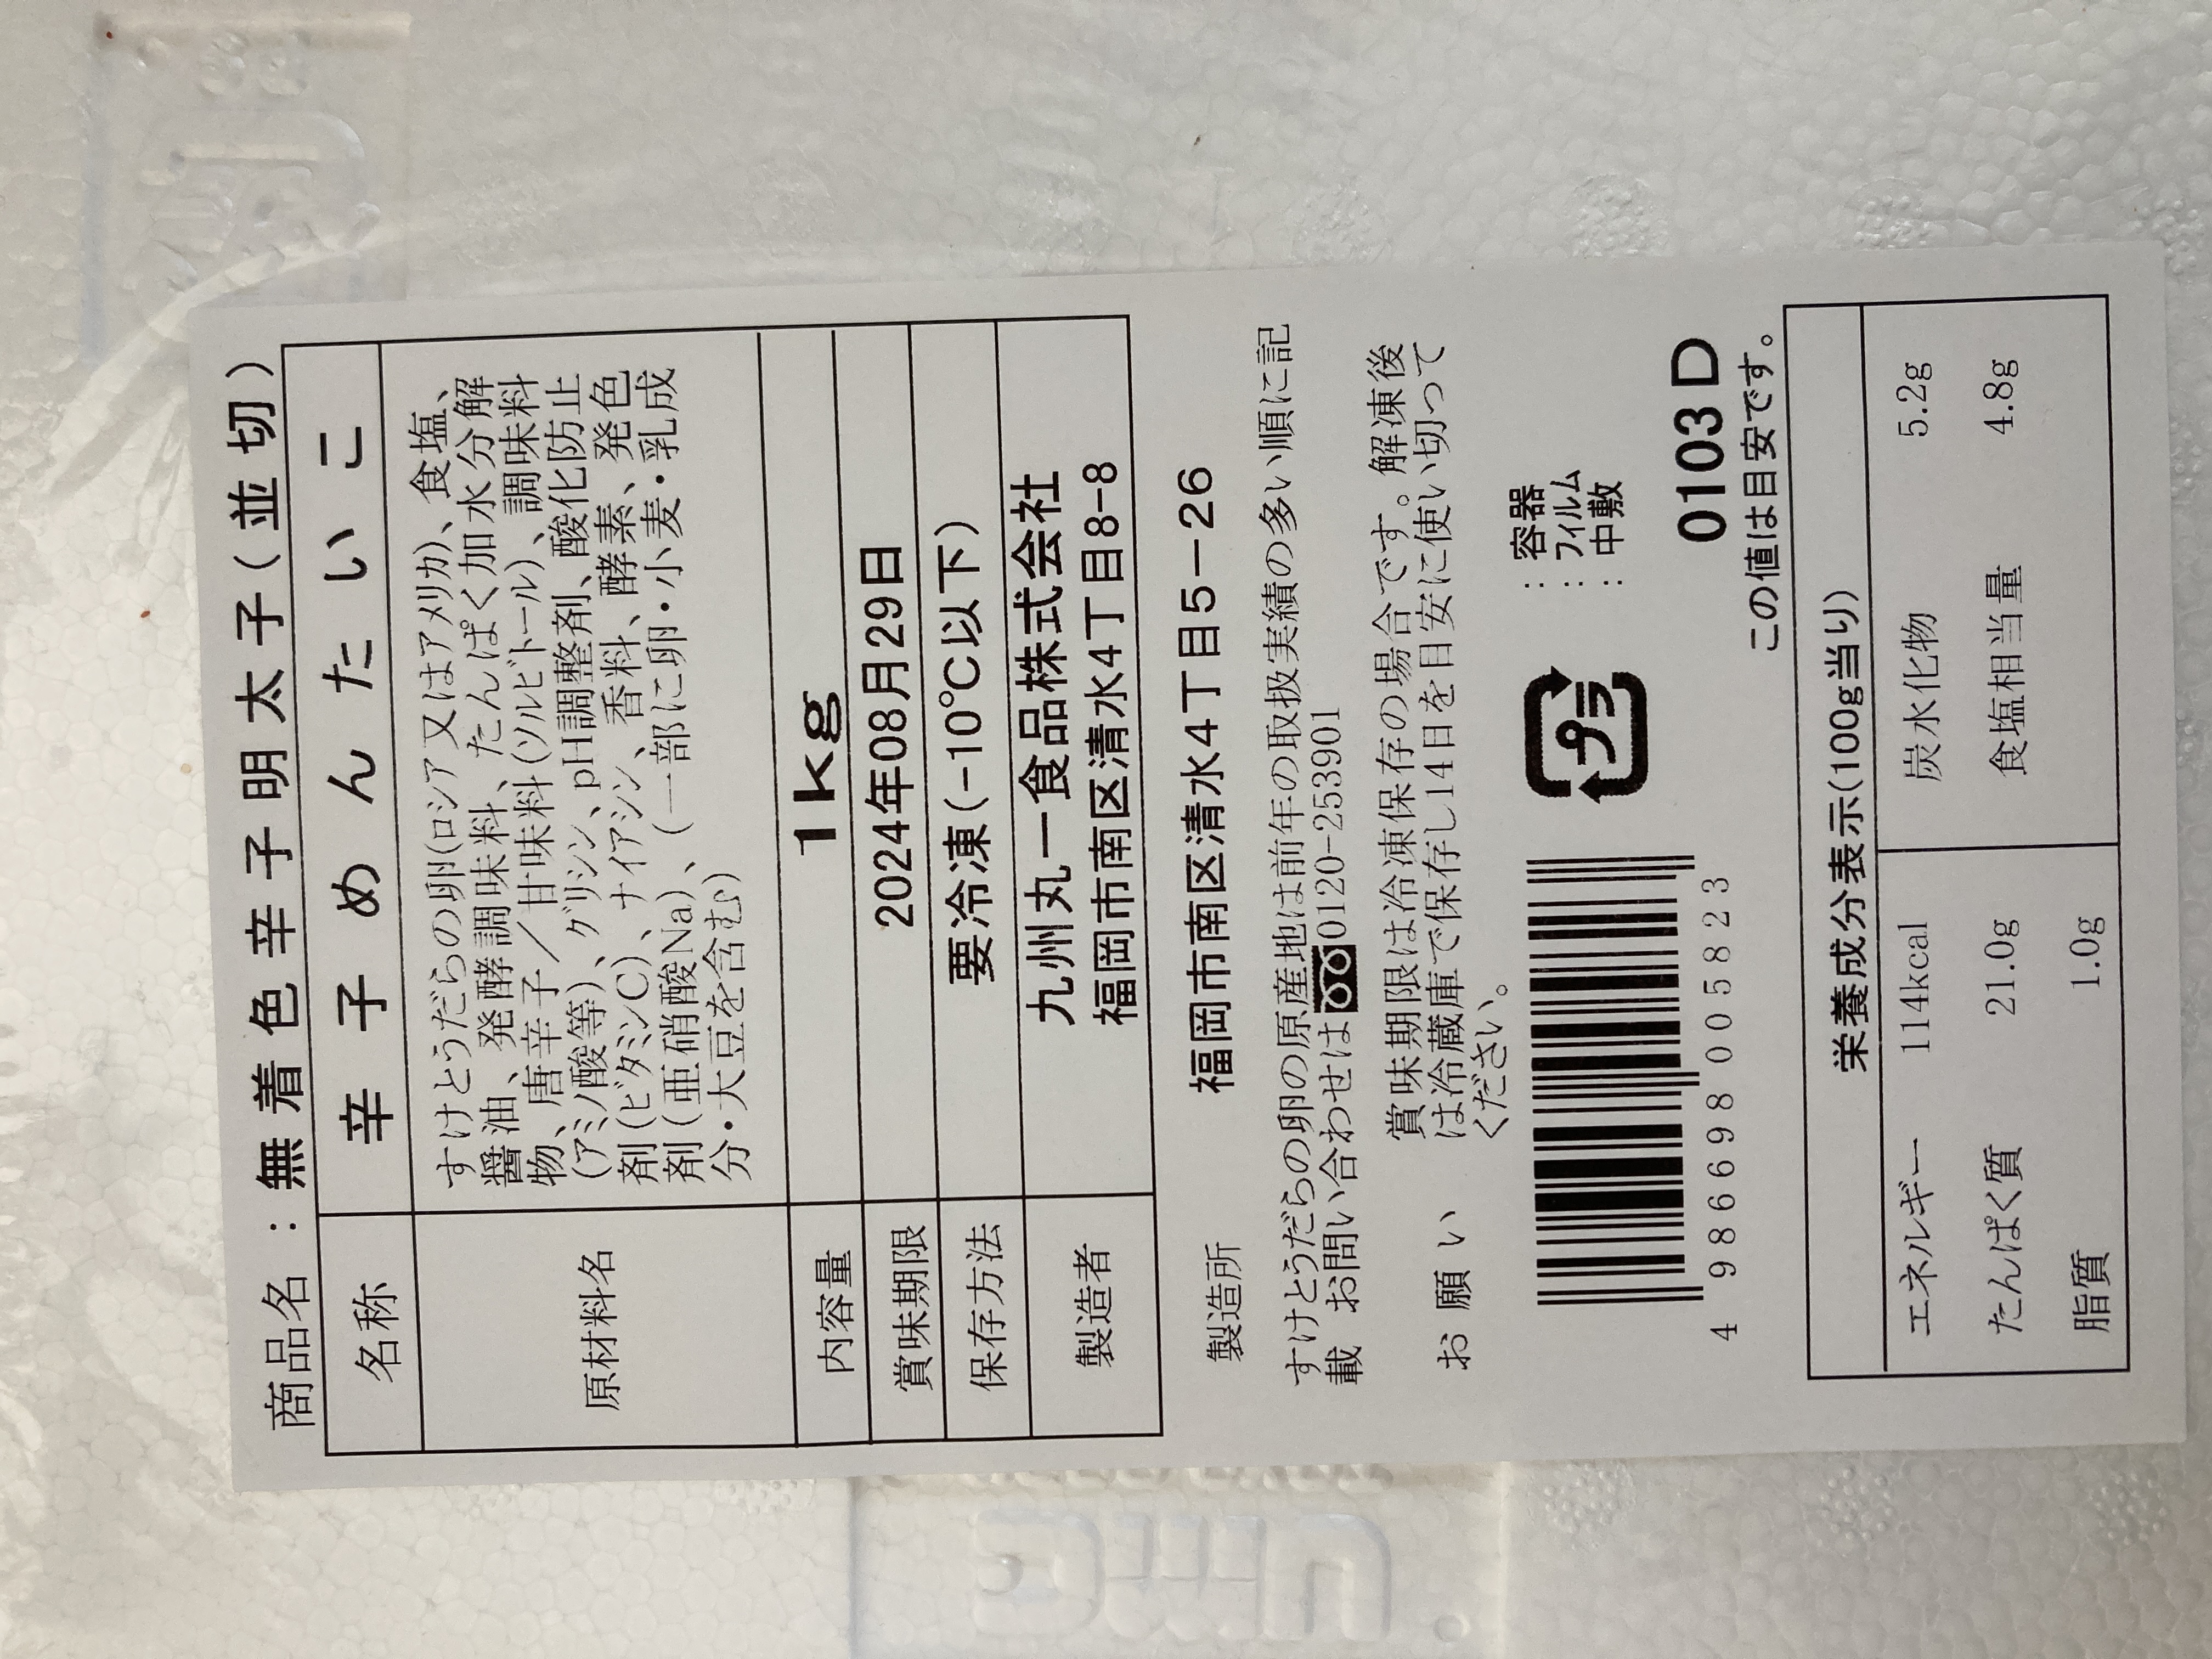 商品名：無着色辛子明太子（並切）
名称 辛子めんたいこ
原材料名
すけとうだらの卵(ロシア又はアメリカ)、食塩、
醤油、発酵調味料、たんぱく加水分解
物、唐辛子／甘味料(ソルビトール)、調味料
(アミノ酸等)、グリシン、pH調整剤、酸化防止
剤(ビタミンC)、ナイアシン、香料、酵素、発色
剤(亜硝酸Na)、(一部に卵・小麦・乳成
分・大豆を含む)
内容量 1kg
賞味期限 2024年08月29日
保存方法 要冷凍(-10℃以下)
製造者 九州丸一食品株式会社
福岡市南区清水4丁目8-8
製造所 福岡市南区清水4丁目5-26
すけとうだらの卵の原産地は前年の取扱実績の多い順に記
載 お問い合わせは0120-253901
お願い 賞味期限は冷凍保存の場合です。解凍後
は冷蔵庫で保存し14日を目安に使い切って
ください。
プラ
：容器
：フィルム
：中敷
4986698005823
0103D
この値は目安です。
栄養成分表示(100g当り)
エネルギー 114kcal 炭水化物 5.2g
たんぱく質 21.0g 食塩相当量 4.8g
脂質 1.0g